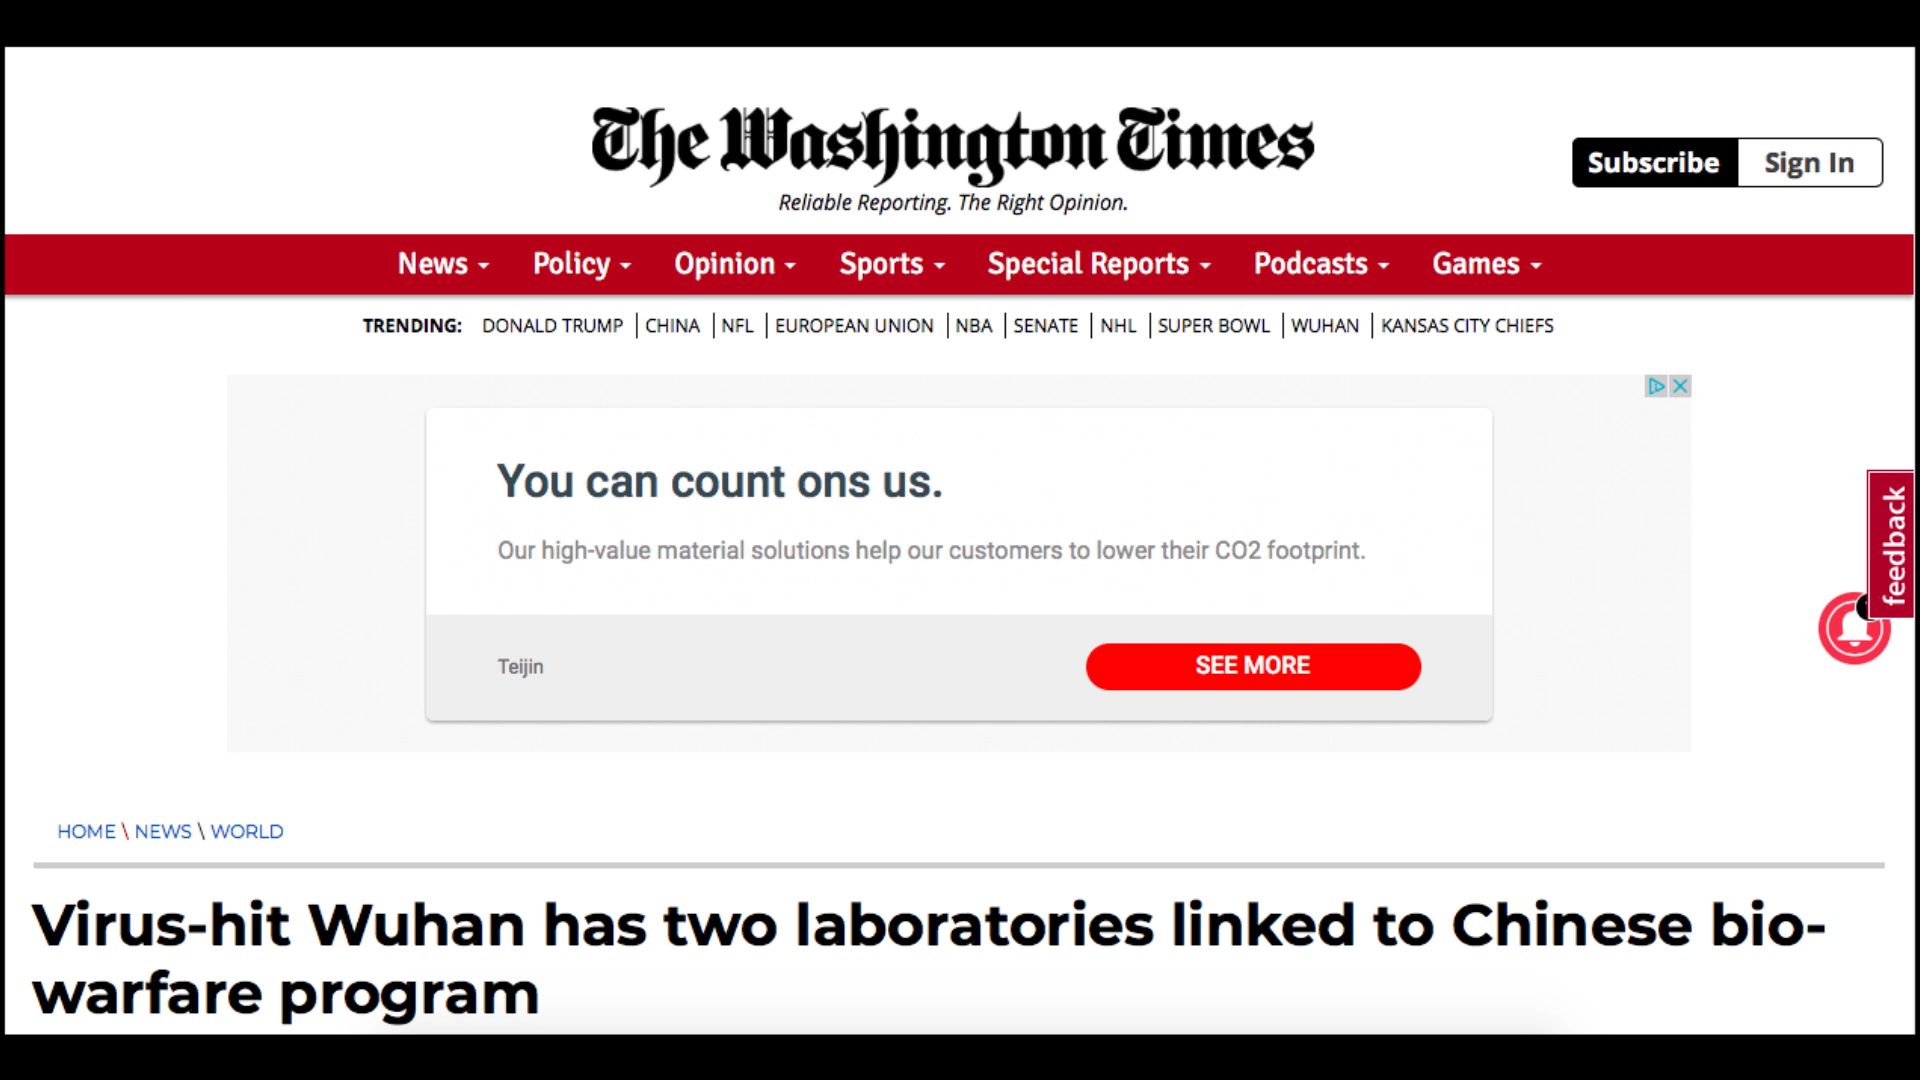 The Washington Times
Reliable Reporting. The Right Opinion.
Subscribe
Sign In
News
Policy
Opinion
Sports
Special Reports
Podcasts
Games
TRENDING: DONALD TRUMP | CHINA | NFL | EUROPEAN UNION | NBA | SENATE | NHL | SUPER BOWL | WUHAN | KANSAS CITY CHIEFS
You can count ons us.
Our high-value material solutions help our customers to lower their CO2 footprint.
Teijin
SEE MORE
feedback
HOME \ NEWS \ WORLD
Virus-hit Wuhan has two laboratories linked to Chinese bio-
warfare program